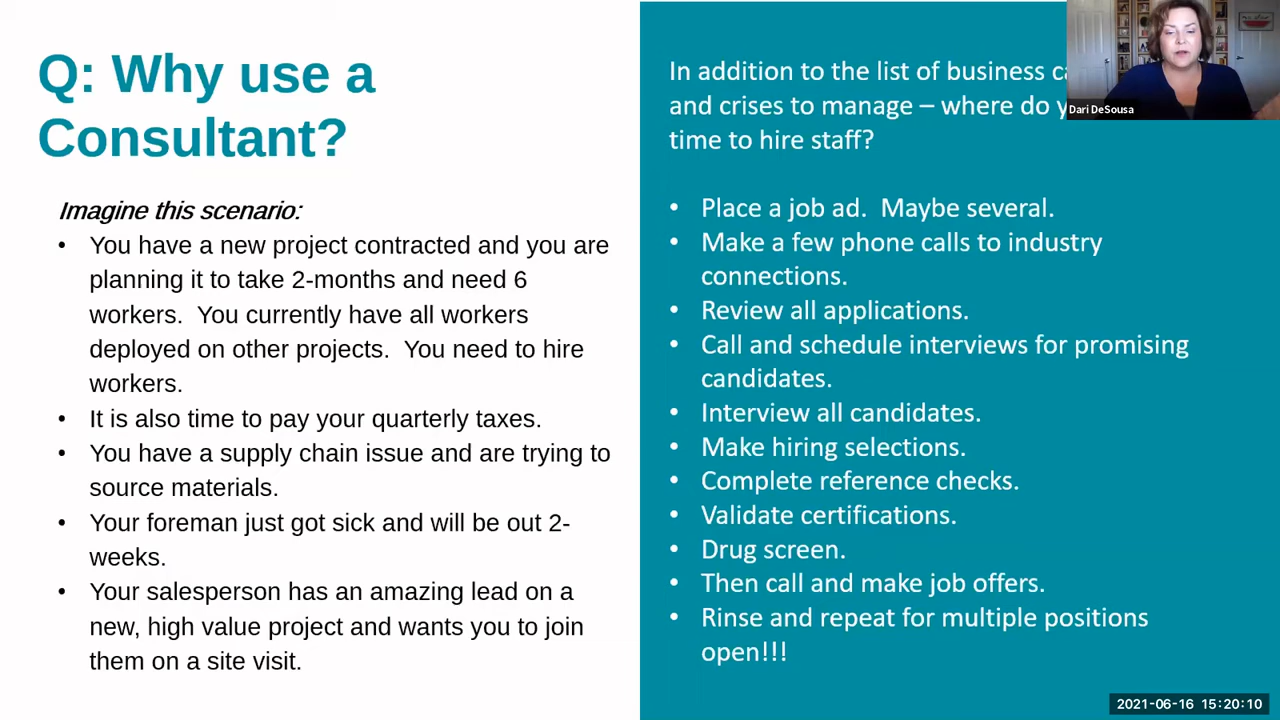 Q: Why use a
Consultant?
Imagine this scenario:
• You have a new project contracted and you are
planning it to take 2-months and need 6
workers.  You currently have all workers
deployed on other projects.  You need to hire
workers.
• It is also time to pay your quarterly taxes.
• You have a supply chain issue and are trying to
source materials.
• Your foreman just got sick and will be out 2-
weeks.
• Your salesperson has an amazing lead on a
new, high value project and wants you to join
them on a site visit.
In addition to the list of business
and crises to manage – where do
time to hire staff?
• Place a job ad.  Maybe several.
• Make a few phone calls to industry
connections.
• Review all applications.
• Call and schedule interviews for promising
candidates.
• Interview all candidates.
• Make hiring selections.
• Complete reference checks.
• Validate certifications.
• Drug screen.
• Then call and make job offers.
• Rinse and repeat for multiple positions
open!!!
Dari DeSousa
2021-06-16 15:20:10